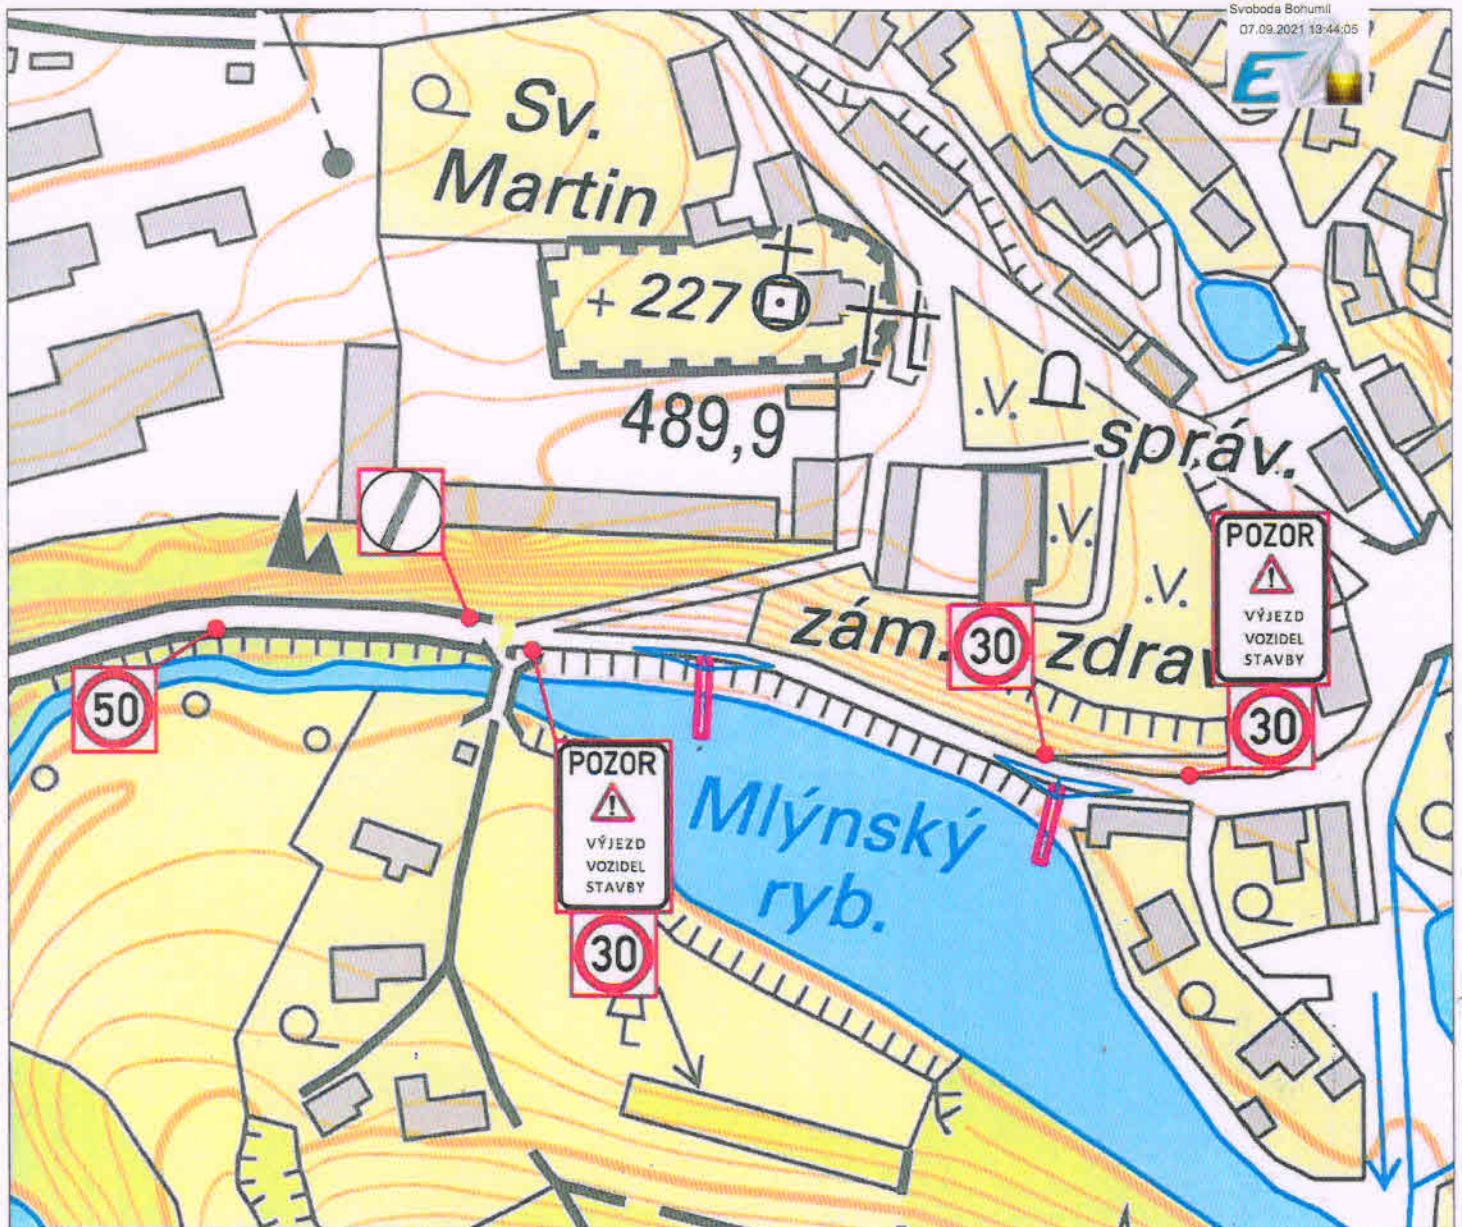 Svoboda Bohumil
07.09.2021 13:44:05
E
Sv.
Martin
+ 227
489,9
.V.
správ.
.V.
.V.
zám. zdra
30
POZOR
VÝJEZD
VOZIDEL
STAVBY
30
50
POZOR
VÝJEZD
VOZIDEL
STAVBY
30
Mlýnský
ryb.